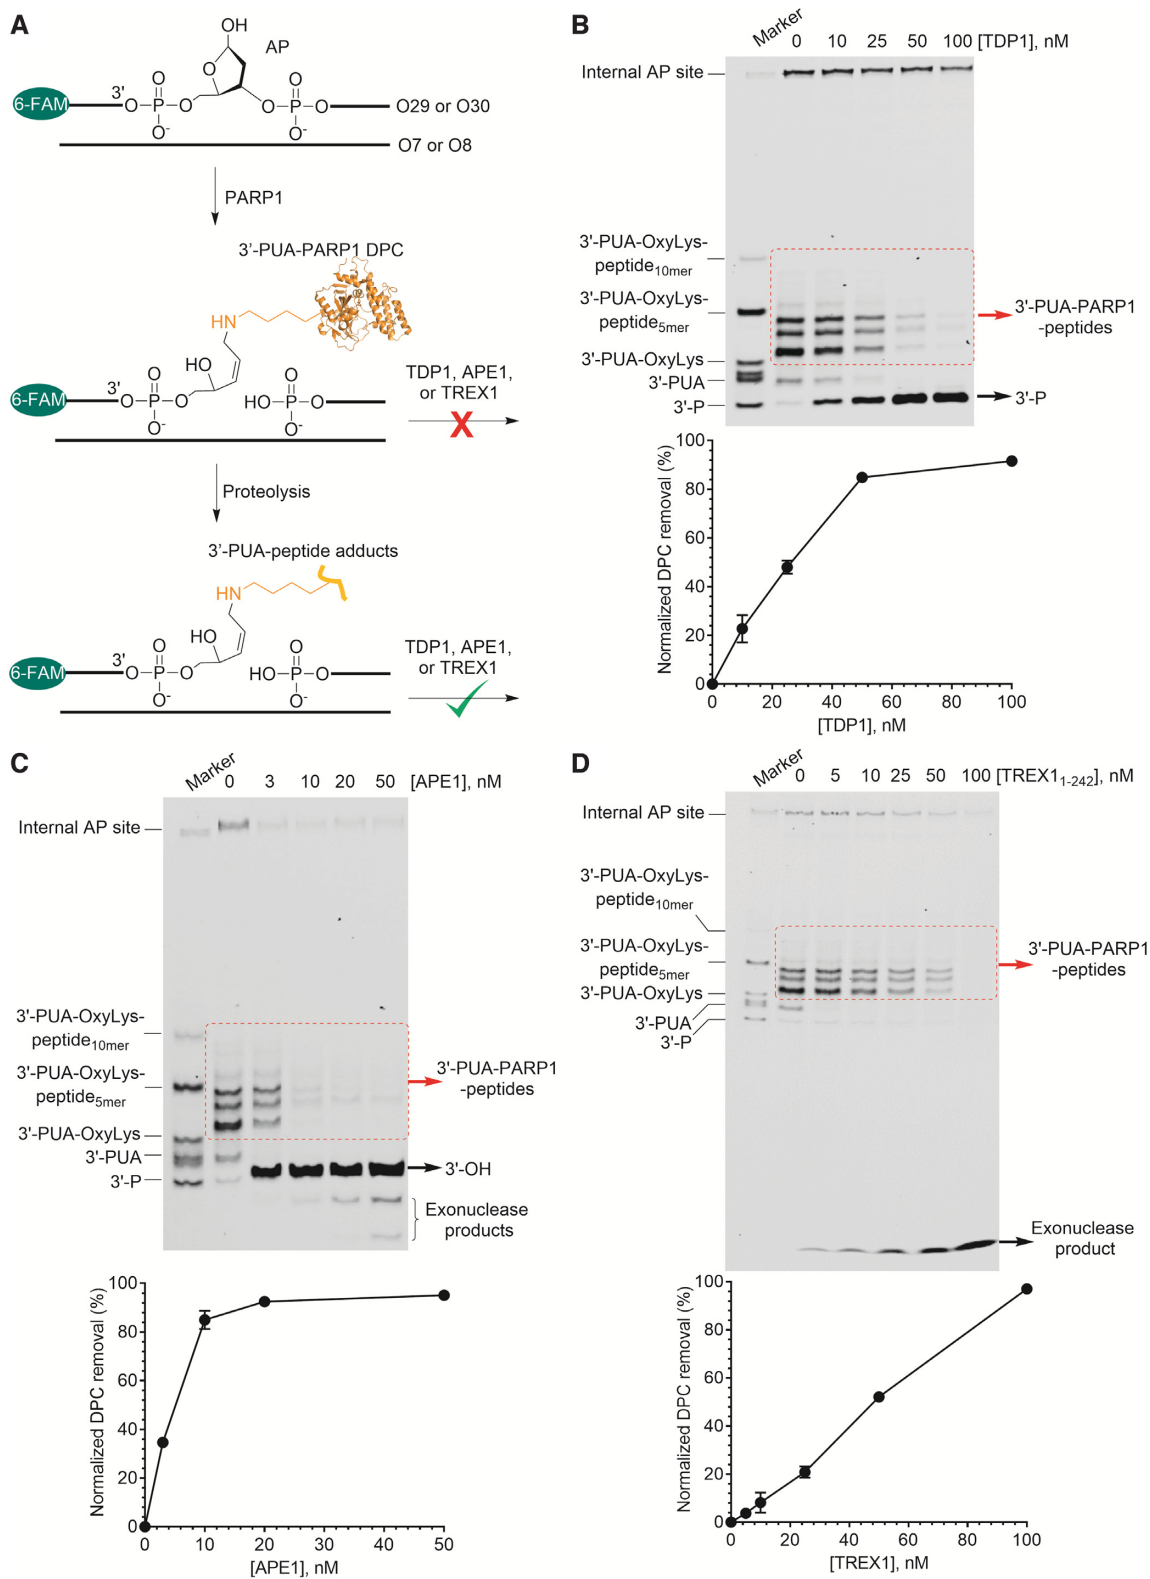 A
OH
AP
O
3'
O
6-FAM
O–P–O
O–P–O
O29 or O30
O-
O-
O7 or O8
PARP1
3'-PUA-PARP1 DPC
HN
HO
O
O
3'
6-FAM
O–P–O
HO–P–O
O-
O-
TDP1, APE1,
or TREX1
X
Proteolysis
3'-PUA-peptide adducts
HN
HO
O
O
3'
6-FAM
O–P–O
HO–P–O
O-
O-
TDP1, APE1,
or TREX1
B
Marker
0 10 25 50 100 [TDP1], nM
Internal AP site
3'-PUA-OxyLys-
peptide10mer
3'-PUA-OxyLys-
peptide5mer
3'-PUA-OxyLys
3'-PUA
3'-P
3'-PUA-PARP1
-peptides
3'-P
Normalized DPC removal (%)
100
80
60
40
20
0
0 20 40 60 80 100
[TDP1], nM
C
Marker
0 3 10 20 50 [APE1], nM
Internal AP site
3'-PUA-OxyLys-
peptide10mer
3'-PUA-OxyLys-
peptide5mer
3'-PUA-OxyLys
3'-PUA
3'-P
3'-PUA-PARP1
-peptides
3'-OH
Exonuclease
products
Normalized DPC removal (%)
100
80
60
40
20
0
0 10 20 30 40 50
[APE1], nM
D
Marker
0 5 10 25 50 100 [TREX11-242], nM
Internal AP site
3'-PUA-OxyLys-
peptide10mer
3'-PUA-OxyLys-
peptide5mer
3'-PUA-OxyLys
3'-PUA
3'-P
3'-PUA-PARP1
-peptides
Exonuclease
product
Normalized DPC removal (%)
100
80
60
40
20
0
0 20 40 60 80 100
[TREX1], nM